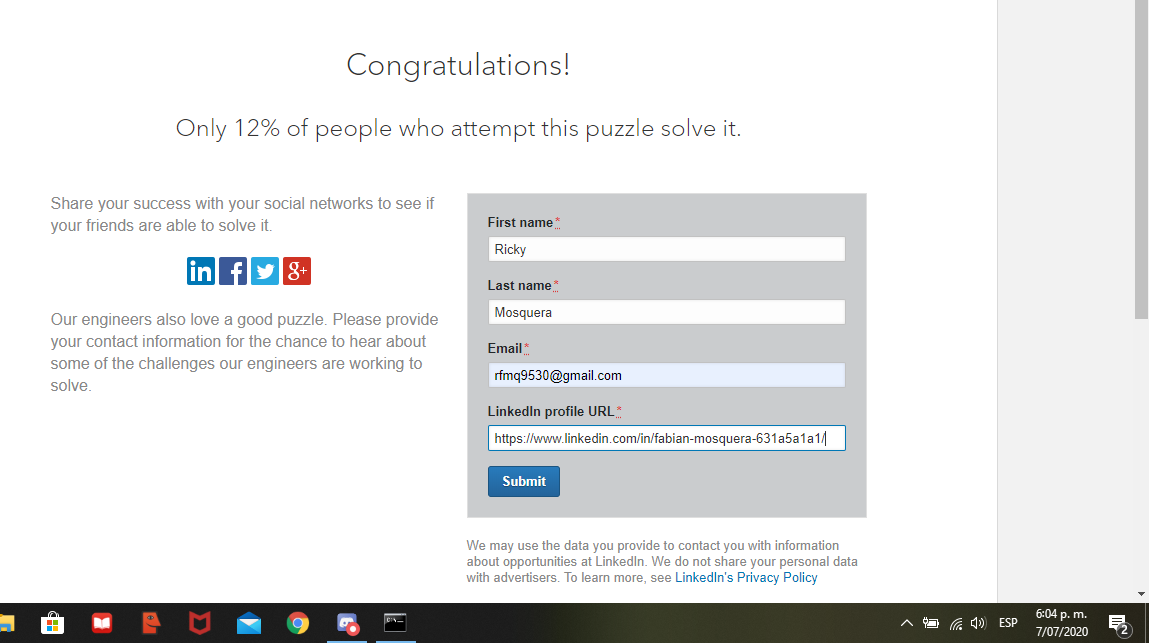 Congratulations!
Only 12% of people who attempt this puzzle solve it.
Share your success with your social networks to see if
your friends are able to solve it.
in f 8+
Our engineers also love a good puzzle. Please provide
your contact information for the chance to hear about
some of the challenges our engineers are working to
solve.
First name*
Ricky
Last name*
Mosquera
Email*
rfmq9530@gmail.com
LinkedIn profile URL*
https://www.linkedin.com/in/fabian-mosquera-631a5a1a1/
Submit
We may use the data you provide to contact you with information
about opportunities at LinkedIn. We do not share your personal data
with advertisers. To learn more, see LinkedIn's Privacy Policy
ESP
6:04 p. m.
7/07/2020
2